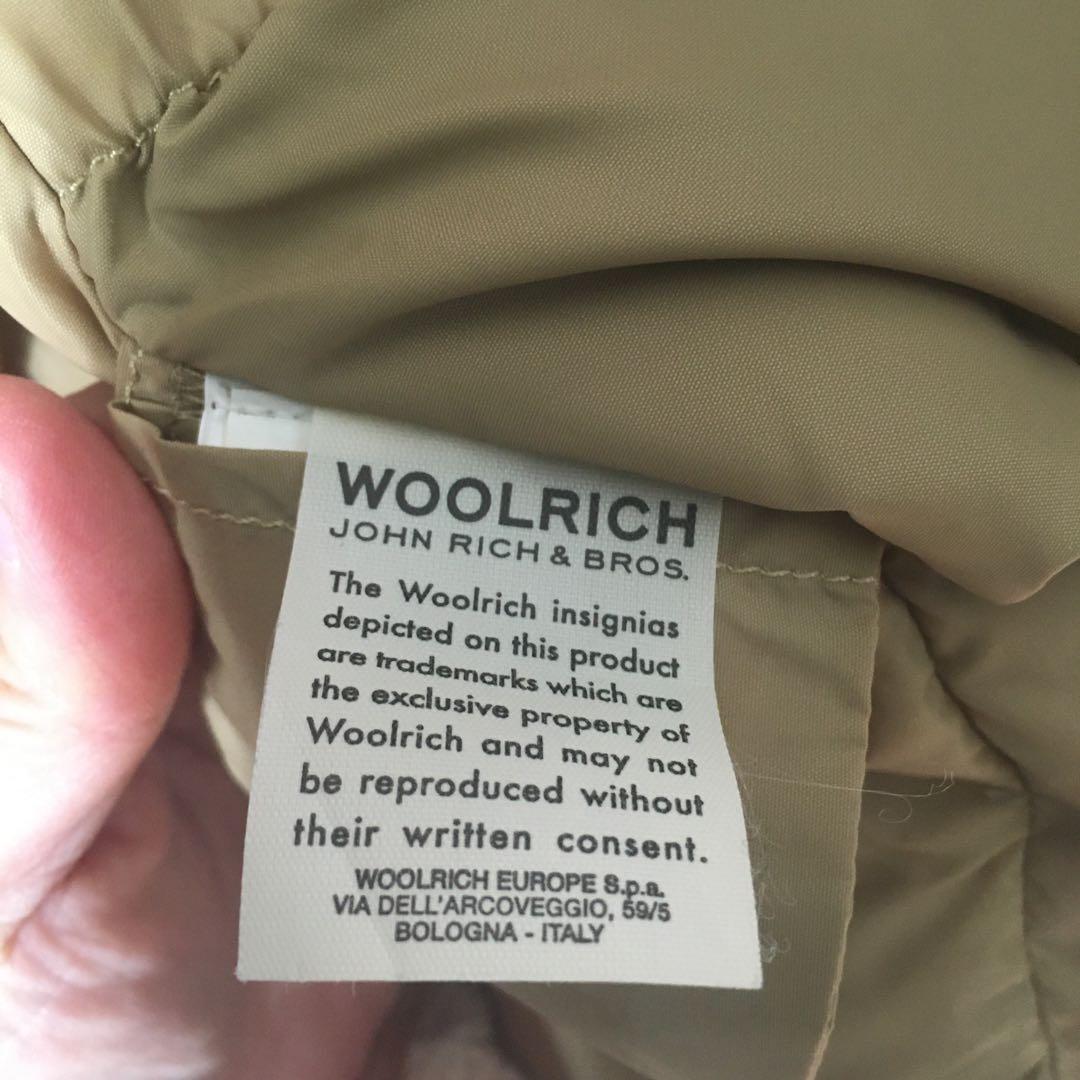 WOOLRICH
JOHN RICH & BROS.
The Woolrich insignias
depicted on this product
are trademarks which are
the exclusive property of
Woolrich and may not
be reproduced without
their written consent.
WOOLRICH EUROPE S.p.a.
VIA DELL'ARCOVEGGIO, 59/5
BOLOGNA - ITALY